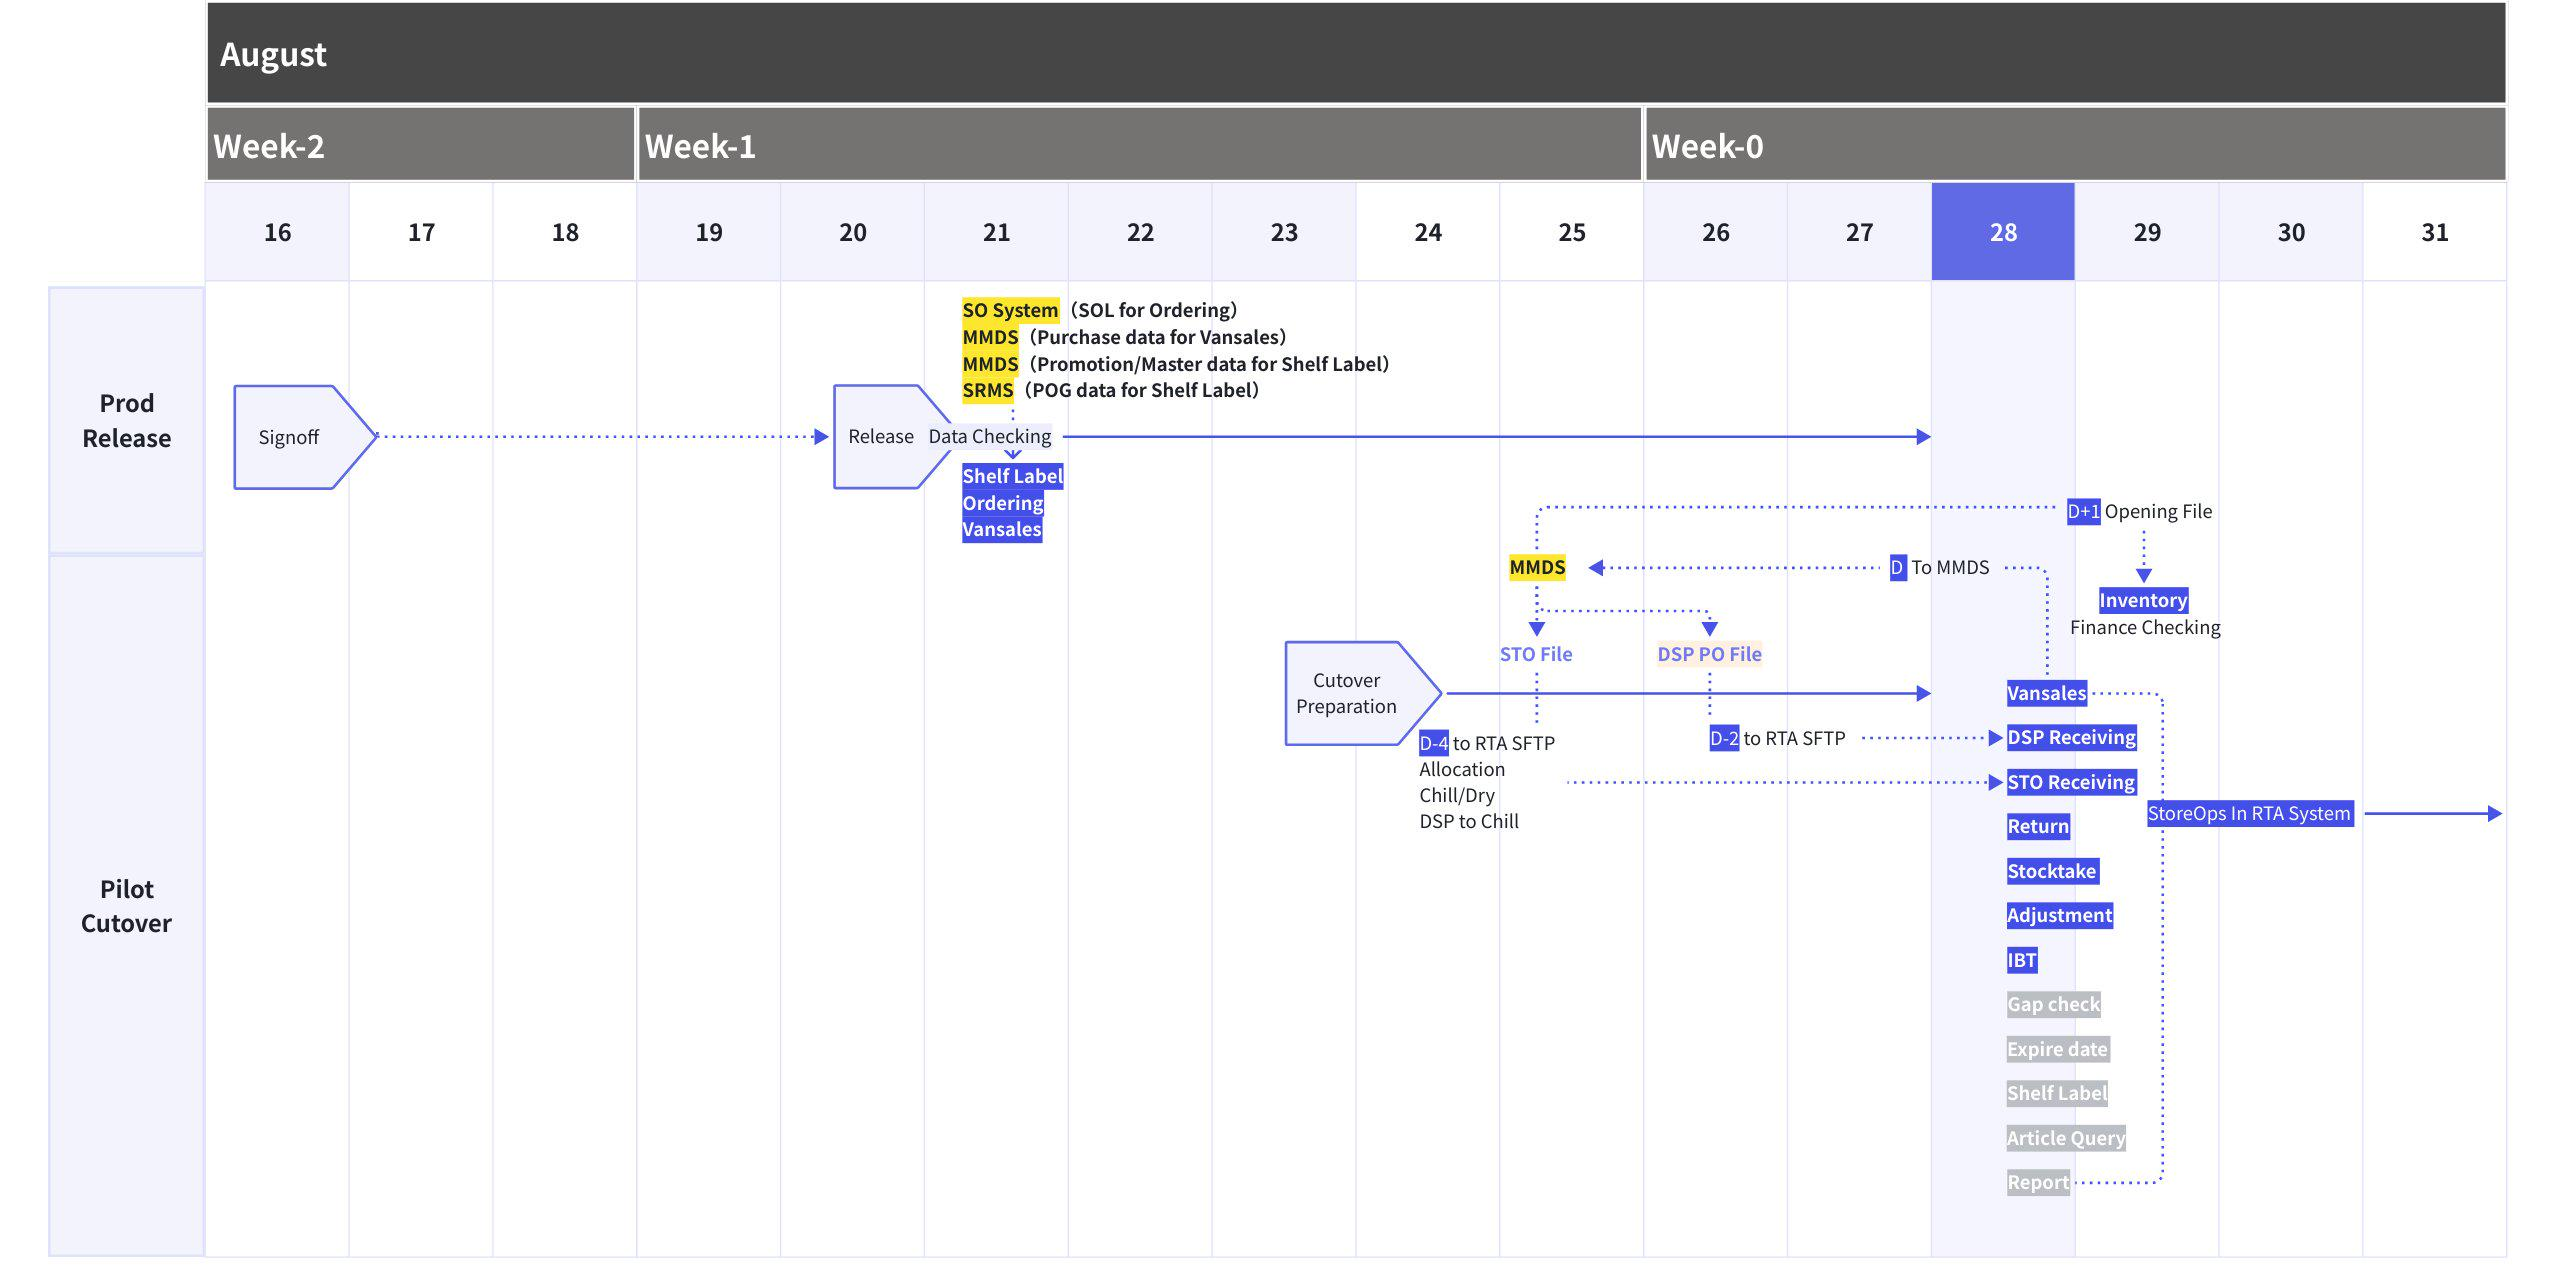 August
Week-2
Week-1
Week-0
16
17
18
19
20
21
22
23
24
25
26
27
28
29
30
31
Prod
Release
Signoff
Release
SO System（SOL for Ordering）
MMDS（Purchase data for Vansales）
MMDS（Promotion/Master data for Shelf Label）
SRMS（POG data for Shelf Label）
Data Checking
Shelf Label
Ordering
Vansales
D+1 Opening File
MMDS
D To MMDS
Inventory
Finance Checking
Pilot
Cutover
Cutover
Preparation
STO File
DSP PO File
D-4 to RTA SFTP
Allocation
Chill/Dry
DSP to Chill
D-2 to RTA SFTP
Vansales
DSP Receiving
STO Receiving
Return
Stocktake
Adjustment
IBT
Gap check
Expire date
Shelf Label
Article Query
Report
StoreOps In RTA System